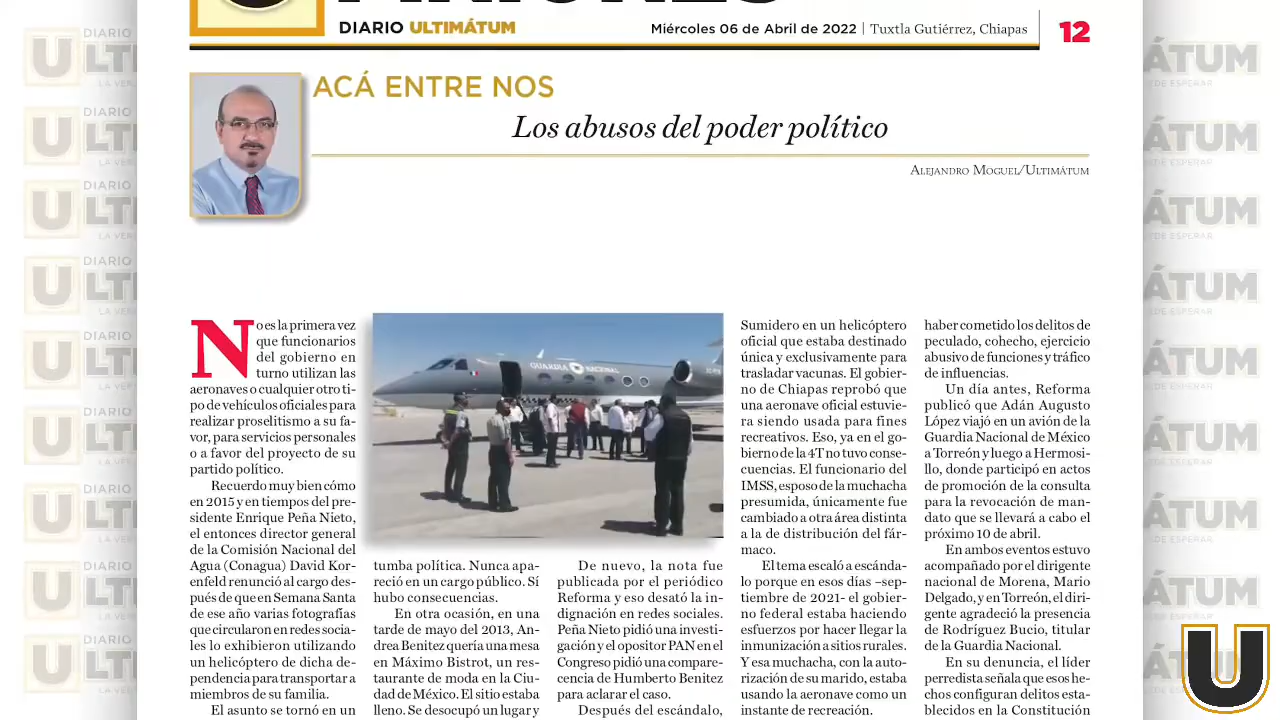 DIARIO ULTIMÁTUM
Miércoles 06 de Abril de 2022 | Tuxtla Gutiérrez, Chiapas
12
ACÁ ENTRE NOS
Los abusos del poder político
Alejandro Moguel/Ultimátum
No es la primera vez
que funcionarios
del gobierno en
turno utilizan las
aeronaves o cualquier otro ti-
po de vehículos oficiales para
realizar proselitismo a su fa-
vor, para servicios personales
o a favor del proyecto de su
partido político.
Recuerdo muy bien cómo
en 2015 y en tiempos del pre-
sidente Enrique Peña Nieto,
el entonces director general
de la Comisión Nacional del
Agua (Conagua) David Kor-
enfeld renunció al cargo des-
pués de que en Semana Santa
de ese año varias fotografías
que circularon en redes socia-
les lo exhibieron utilizando
un helicóptero de dicha de-
pendencia para transportar a
miembros de su familia.
El asunto se tornó en un
GUARDIA NACIONAL
tumba política. Nunca apa-
reció en un cargo público. Sí
hubo consecuencias.
En otra ocasión, en una
tarde de mayo del 2013, An-
drea Benitez quería una mesa
en Máximo Bistrot, un res-
taurante de moda en la Ciu-
dad de México. El sitio estaba
lleno. Se desocupó un lugar y
De nuevo, la nota fue
publicada por el periódico
Reforma y eso desató la in-
dignación en redes sociales.
Peña Nieto pidió una investi-
gación y el opositor PAN en el
Congreso pidió una compare-
cencia de Humberto Benitez
para aclarar el caso.
Después del escándalo,
Sumidero en un helicóptero
oficial que estaba destinado
única y exclusivamente para
trasladar vacunas. El gobier-
no de Chiapas reprobó que
una aeronave oficial estuvie-
ra siendo usada para fines
recreativos. Eso, ya en el go-
bierno de la 4T no tuvo conse-
cuencias. El funcionario del
IMSS, esposo de la muchacha
presumida, únicamente fue
cambiado a otra área distinta
a la de distribución del fár-
maco.
El tema escaló a escánda-
lo porque en esos días –sep-
tiembre de 2021- el gobier-
no federal estaba haciendo
esfuerzos por hacer llegar la
inmunización a sitios rurales.
Y esa muchacha, con la auto-
rización de su marido, estaba
usando la aeronave como un
instante de recreación.
haber cometido los delitos de
peculado, cohecho, ejercicio
abusivo de funciones y tráfico
de influencias.
Un día antes, Reforma
publicó que Adán Augusto
López viajó en un avión de la
Guardia Nacional de México
a Torreón y luego a Hermosi-
llo, donde participó en actos
de promoción de la consulta
para la revocación de man-
dato que se llevará a cabo el
próximo 10 de abril.
En ambos eventos estuvo
acompañado por el dirigente
nacional de Morena, Mario
Delgado, y en Torreón, el diri-
gente agradeció la presencia
de Rodríguez Bucio, titular
de la Guardia Nacional.
En su denuncia, el líder
perredista señala que esos he-
chos configuran delitos esta-
blecidos en la Constitución
U